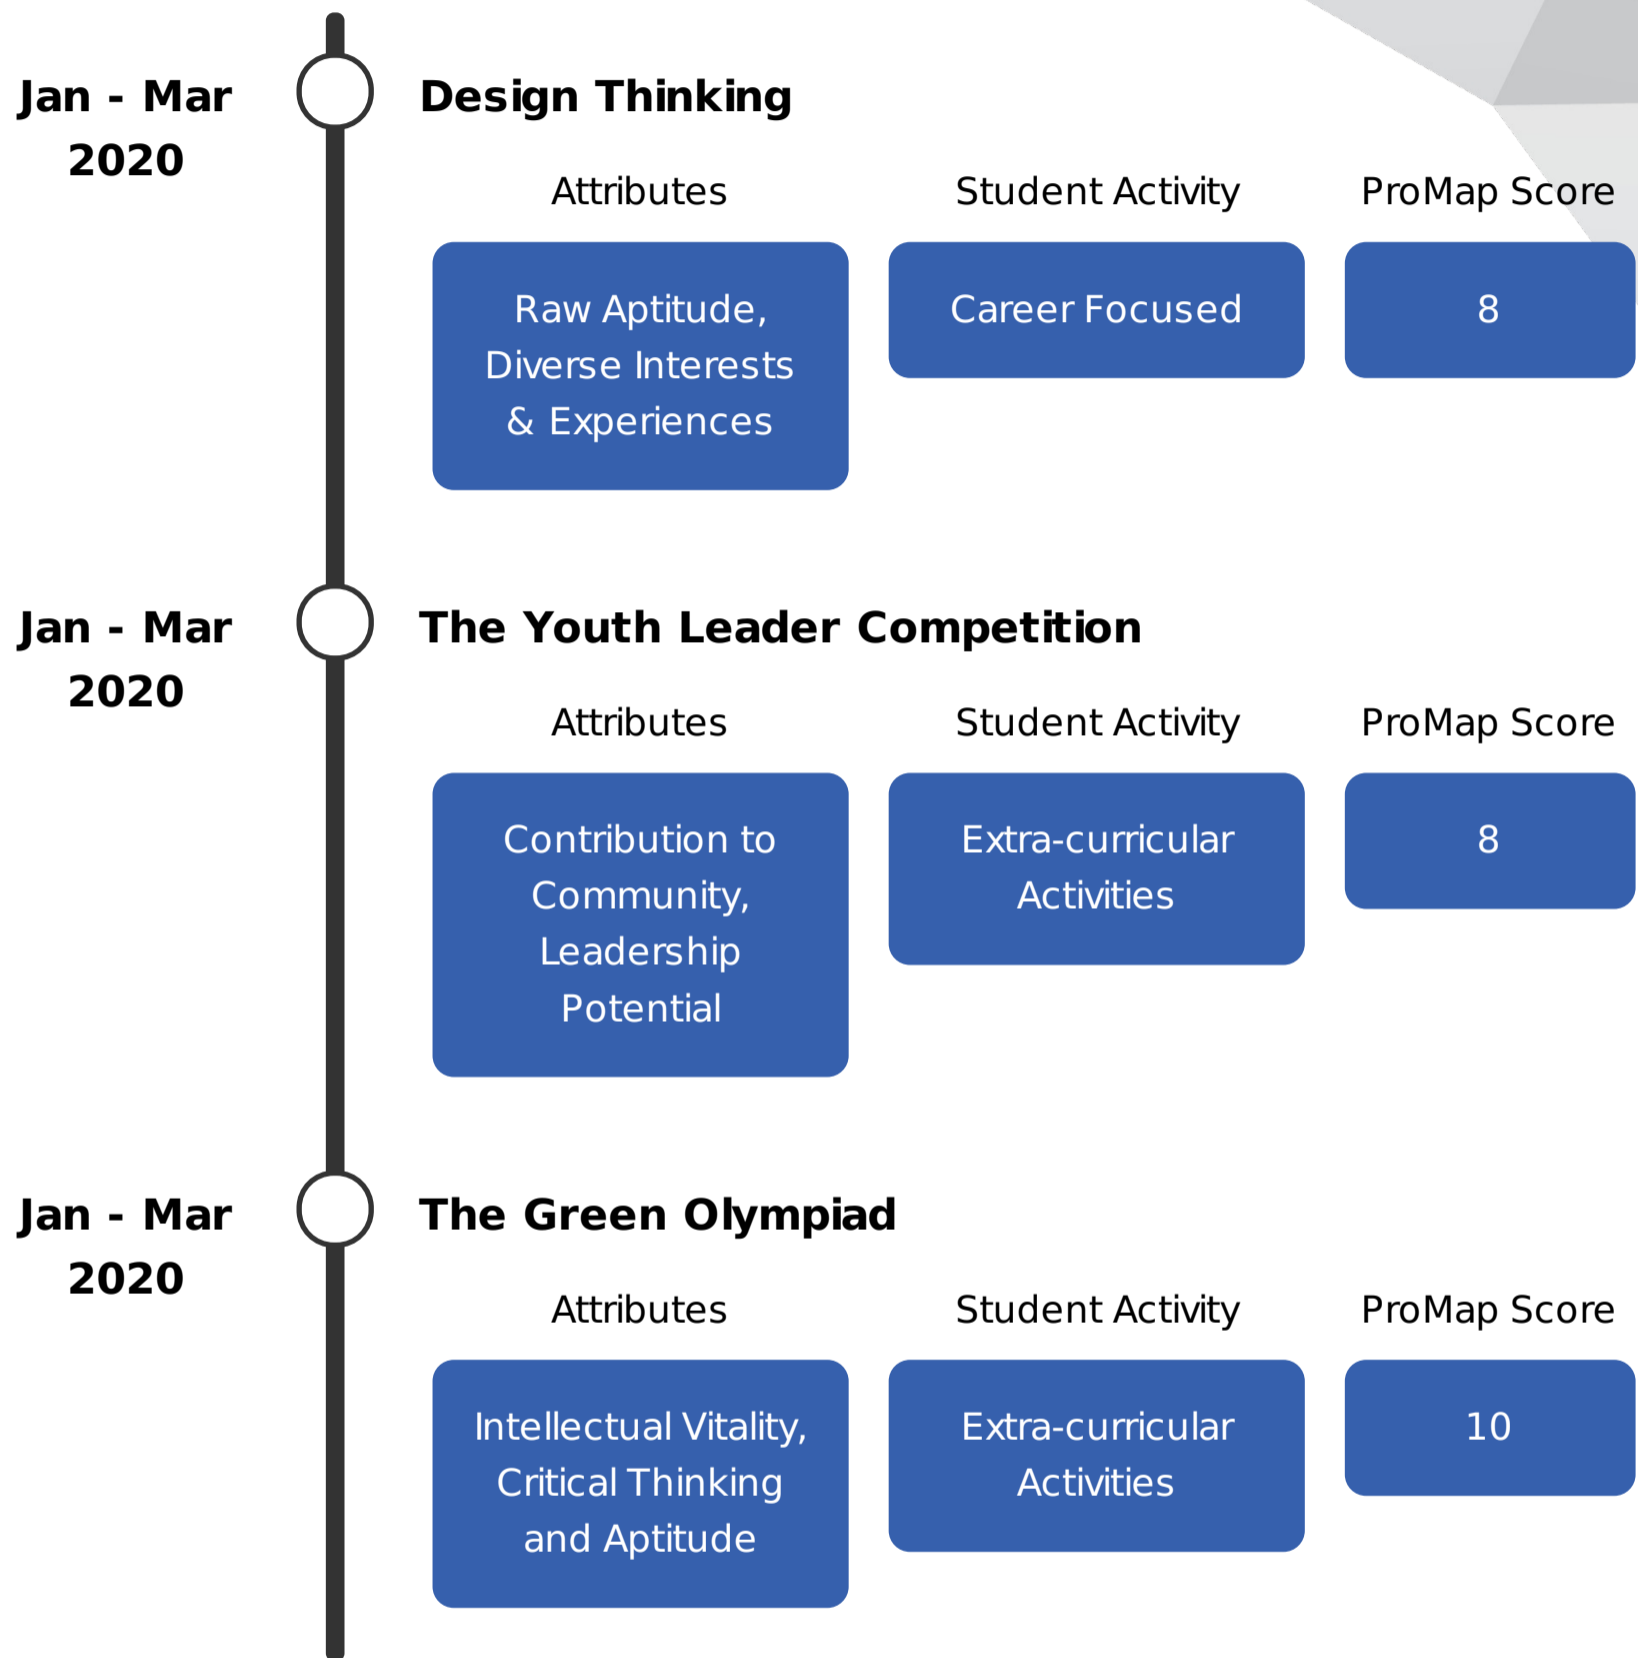 Jan - Mar
2020
Design Thinking
Attributes
Student Activity
ProMap Score
Raw Aptitude,
Diverse Interests
& Experiences
Career Focused
8
Jan - Mar
2020
The Youth Leader Competition
Attributes
Student Activity
ProMap Score
Contribution to
Community,
Leadership
Potential
Extra-curricular
Activities
8
Jan - Mar
2020
The Green Olympiad
Attributes
Student Activity
ProMap Score
Intellectual Vitality,
Critical Thinking
and Aptitude
Extra-curricular
Activities
10